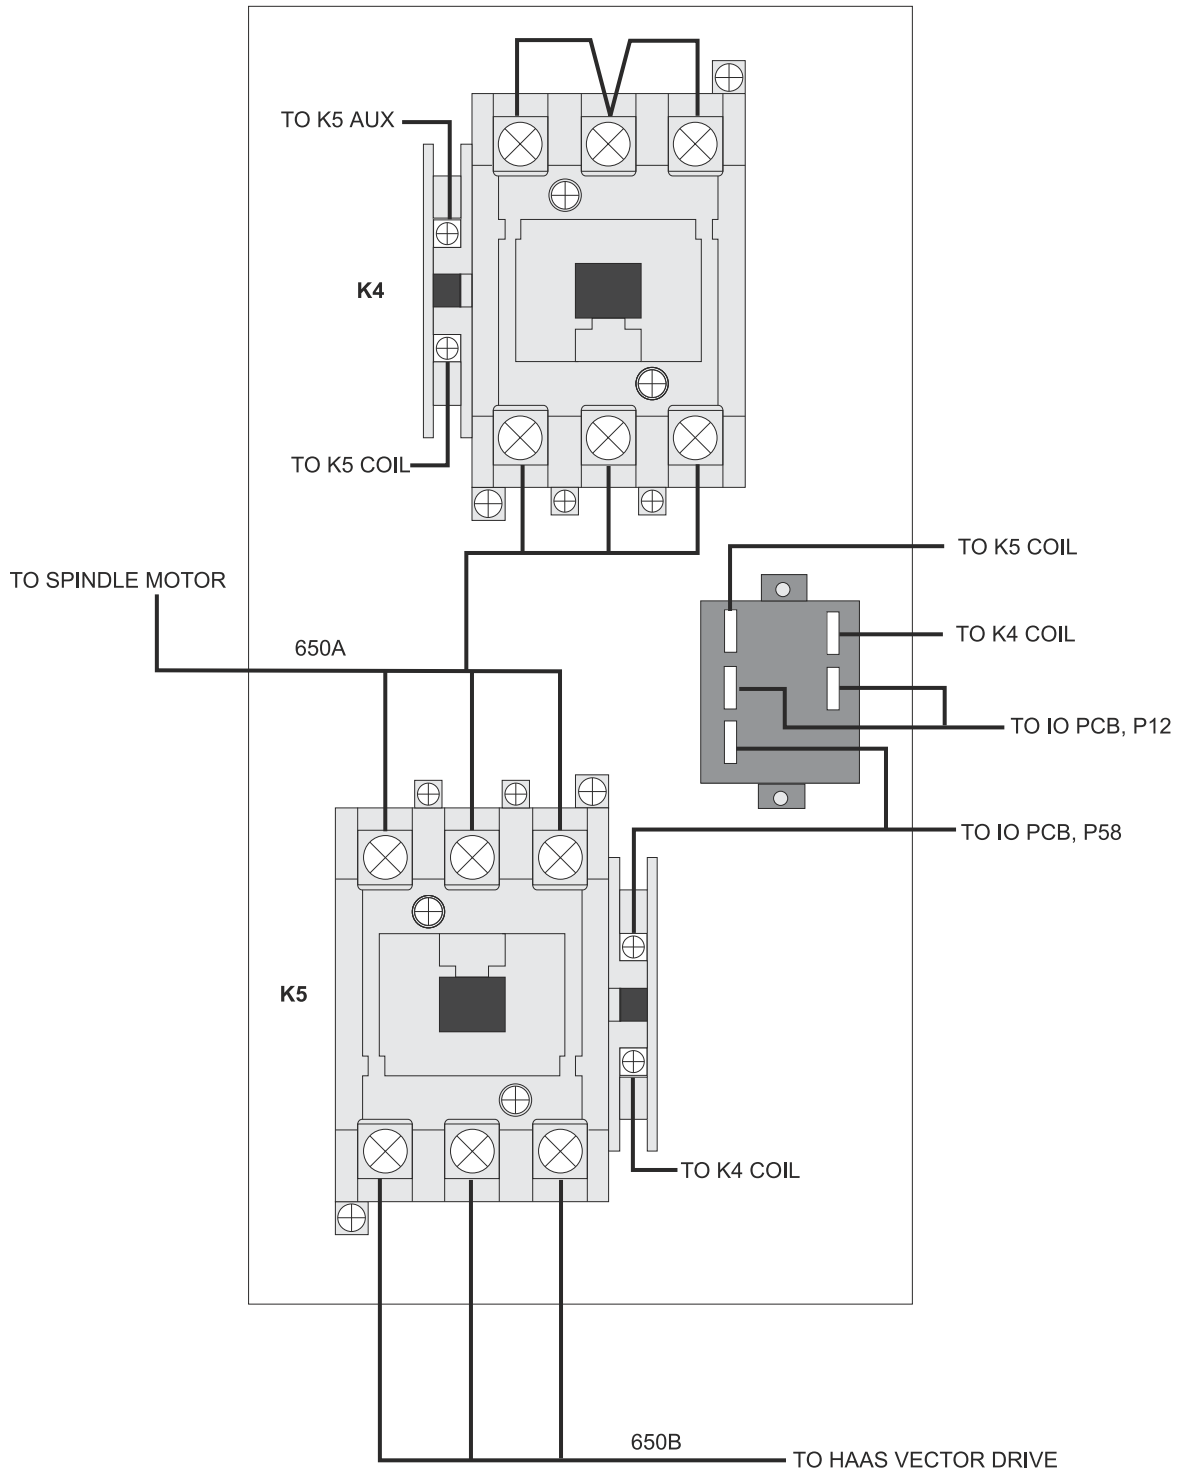 TO K5 AUX
K4
TO K5 COIL
TO K5 COIL
TO SPINDLE MOTOR
650A
TO K4 COIL
TO IO PCB, P12
TO IO PCB, P58
K5
TO K4 COIL
650B
TO HAAS VECTOR DRIVE